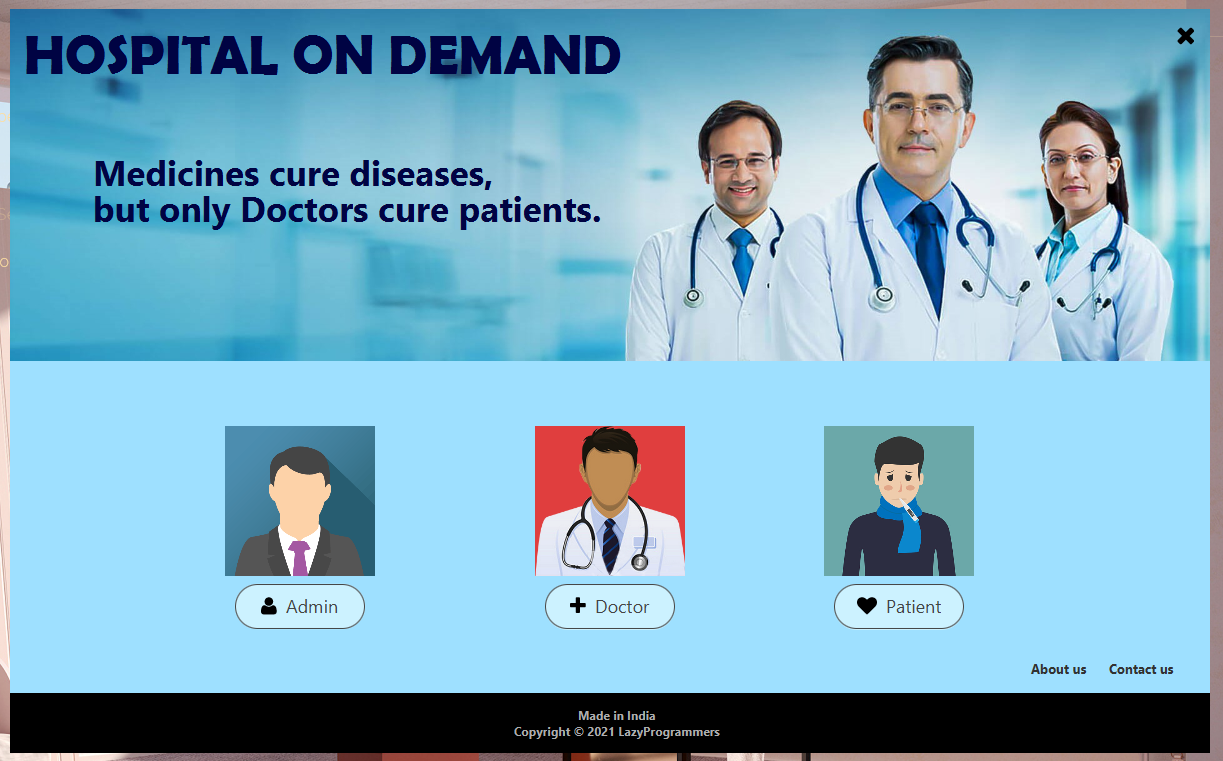 HOSPITAL ON DEMAND
Medicines cure diseases,
but only Doctors cure patients.
Admin
Doctor
Patient
About us
Contact us
Made in India
Copyright © 2021 LazyProgrammers